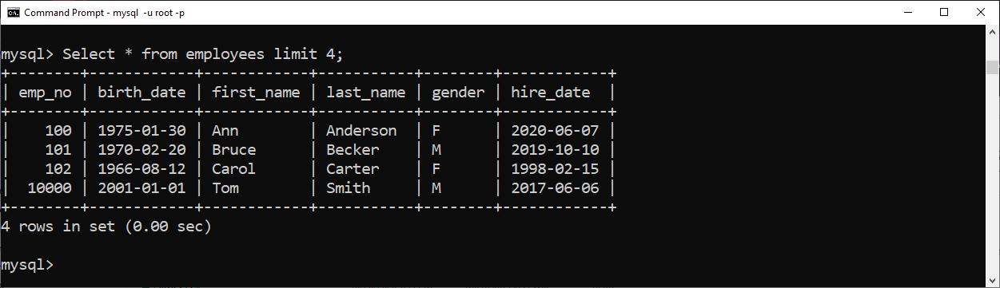 Command Prompt - mysql  -u root -p
mysql> Select * from employees limit 4;
+--------+------------+------------+-----------+--------+------------+
| emp_no | birth_date | first_name | last_name | gender | hire_date  |
+--------+------------+------------+-----------+--------+------------+
|    100 | 1975-01-30 | Ann        | Anderson  | F      | 2020-06-07 |
|    101 | 1970-02-20 | Bruce      | Becker    | M      | 2019-10-10 |
|    102 | 1966-08-12 | Carol      | Carter    | F      | 1998-02-15 |
|  10000 | 2001-01-01 | Tom        | Smith     | M      | 2017-06-06 |
+--------+------------+------------+-----------+--------+------------+
4 rows in set (0.00 sec)
mysql>